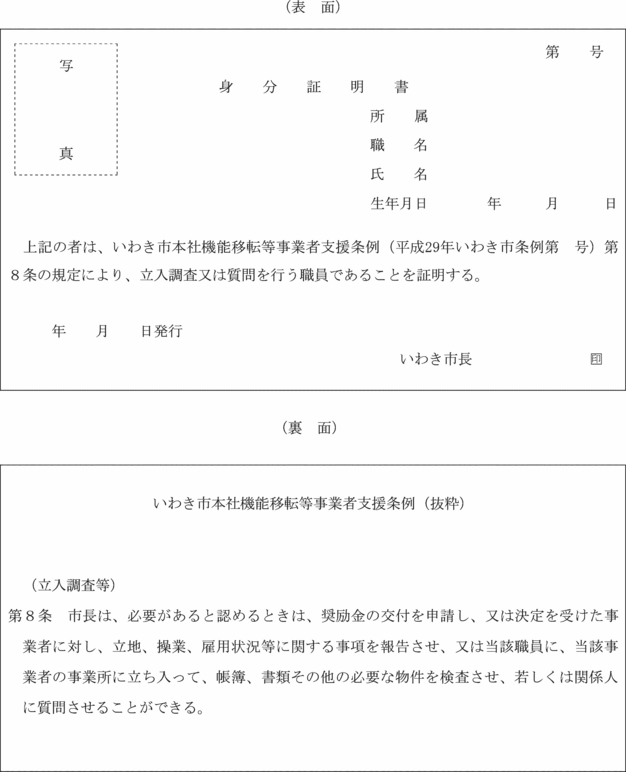 （表　面）
写
真
第　　号
身　分　証　明　書
所　属
職　名
氏　名
生年月日　　　　年　　　月　　　日
上記の者は、いわき市本社機能移転等事業者支援条例（平成29年いわき市条例第　号）第
８条の規定により、立入調査又は質問を行う職員であることを証明する。
年　　月　　日発行
いわき市長　　　　　　　　印
（裏　面）
いわき市本社機能移転等事業者支援条例（抜粋）
（立入調査等）
第８条　市長は、必要があると認めるときは、奨励金の交付を申請し、又は決定を受けた事
業者に対し、立地、操業、雇用状況等に関する事項を報告させ、又は当該職員に、当該事
業者の事業所に立ち入って、帳簿、書類その他の必要な物件を検査させ、若しくは関係人
に質問させることができる。